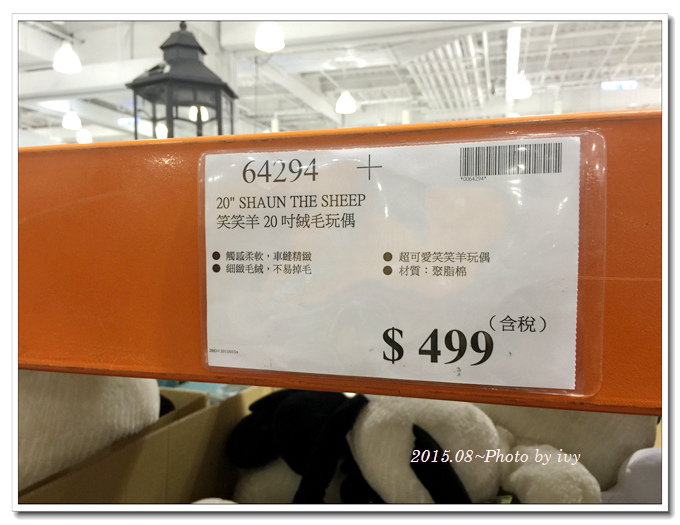 64294 +
*0064294*
20" SHAUN THE SHEEP
笑笑羊 20 吋絨毛玩偶
● 觸感柔軟，車縫精緻
● 細緻毛絨，不易掉毛
● 超可愛笑笑羊玩偶
● 材質：聚脂棉
$ 499 （含稅）
2015.08~Photo by ivy